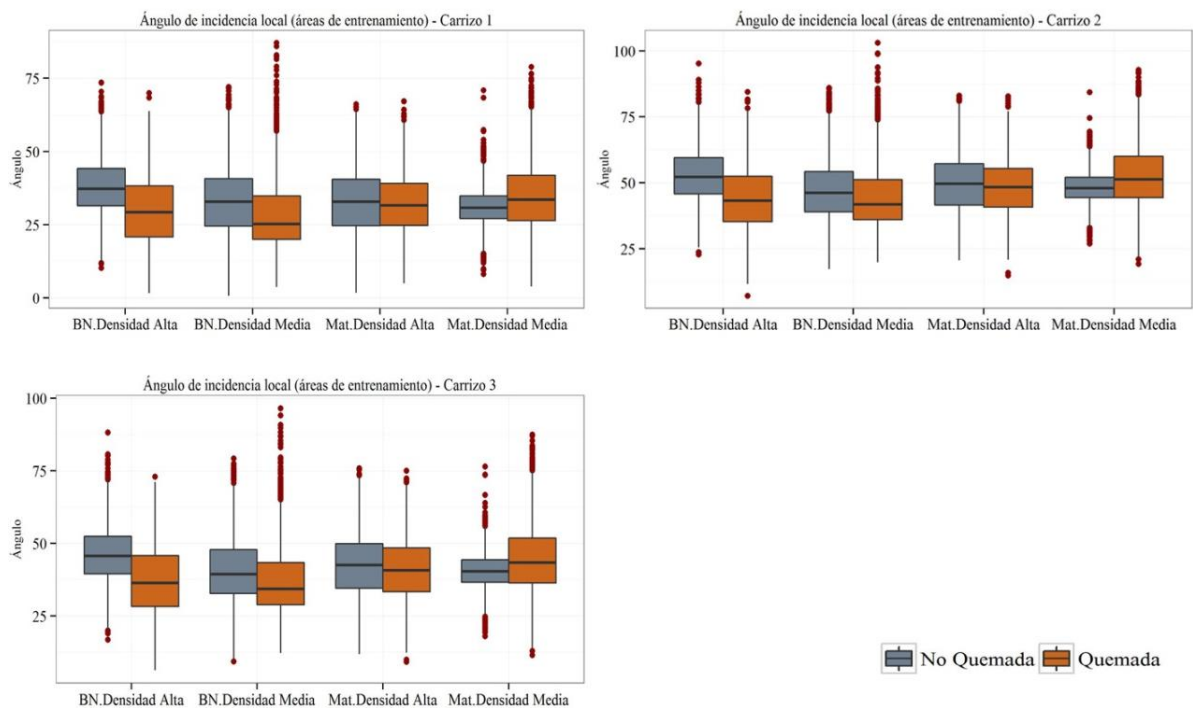 Ángulo de incidencia local (áreas de entrenamiento) - Carrizo 1
Ángulo
75
50
25
0
BN.Densidad Alta BN.Densidad Media Mat.Densidad Alta Mat.Densidad Media
Ángulo de incidencia local (áreas de entrenamiento) - Carrizo 2
Ángulo
100
75
50
25
BN.Densidad Alta BN.Densidad Media Mat.Densidad Alta Mat.Densidad Media
Ángulo de incidencia local (áreas de entrenamiento) - Carrizo 3
Ángulo
100
75
50
25
BN.Densidad Alta BN.Densidad Media Mat.Densidad Alta Mat.Densidad Media
No Quemada Quemada